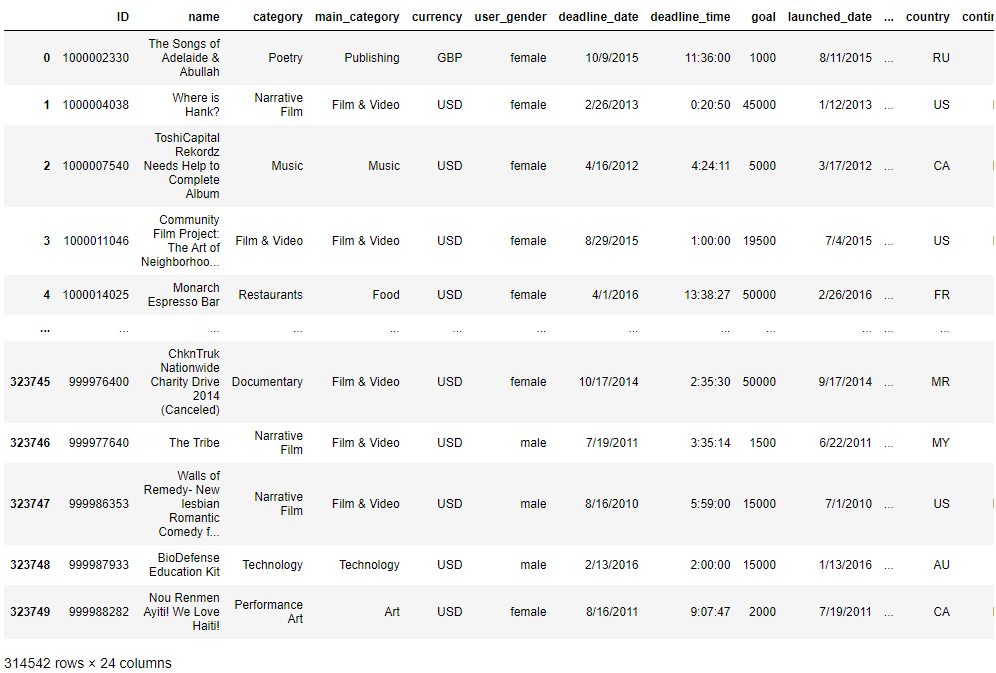 ID name category main_category currency user_gender deadline_date deadline_time goal launched_date ... country contin
0 1000002330 The Songs of Adelaide & Abullah Poetry Publishing GBP female 10/9/2015 11:36:00 1000 8/11/2015 ... RU
1 1000004038 Where is Hank? Narrative Film Film & Video USD female 2/26/2013 0:20:50 45000 1/12/2013 ... US
2 1000007540 ToshiCapital Rekordz Needs Help to Complete Album Music Music USD female 4/16/2012 4:24:11 5000 3/17/2012 ... CA
3 1000011046 Community Film Project: The Art of Neighborhoo... Film & Video Film & Video USD female 8/29/2015 1:00:00 19500 7/4/2015 ... US
4 1000014025 Monarch Espresso Bar Restaurants Food USD female 4/1/2016 13:38:27 50000 2/26/2016 ... FR
... ... ... ... ... ... ... ... ... ... ... ... ...
323745 999976400 ChknTruk Nationwide Charity Drive 2014 (Canceled) Documentary Film & Video USD female 10/17/2014 2:35:30 50000 9/17/2014 ... MR
323746 999977640 The Tribe Narrative Film Film & Video USD male 7/19/2011 3:35:14 1500 6/22/2011 ... MY
323747 999986353 Walls of Remedy- New lesbian Romantic Comedy f... Narrative Film Film & Video USD male 8/16/2010 5:59:00 15000 7/1/2010 ... US
323748 999987933 BioDefense Education Kit Technology Technology USD male 2/13/2016 2:00:00 15000 1/13/2016 ... AU
323749 999988282 Nou Renmen Ayiti! We Love Haiti! Performance Art Art USD female 8/16/2011 9:07:47 2000 7/19/2011 ... CA
314542 rows × 24 columns